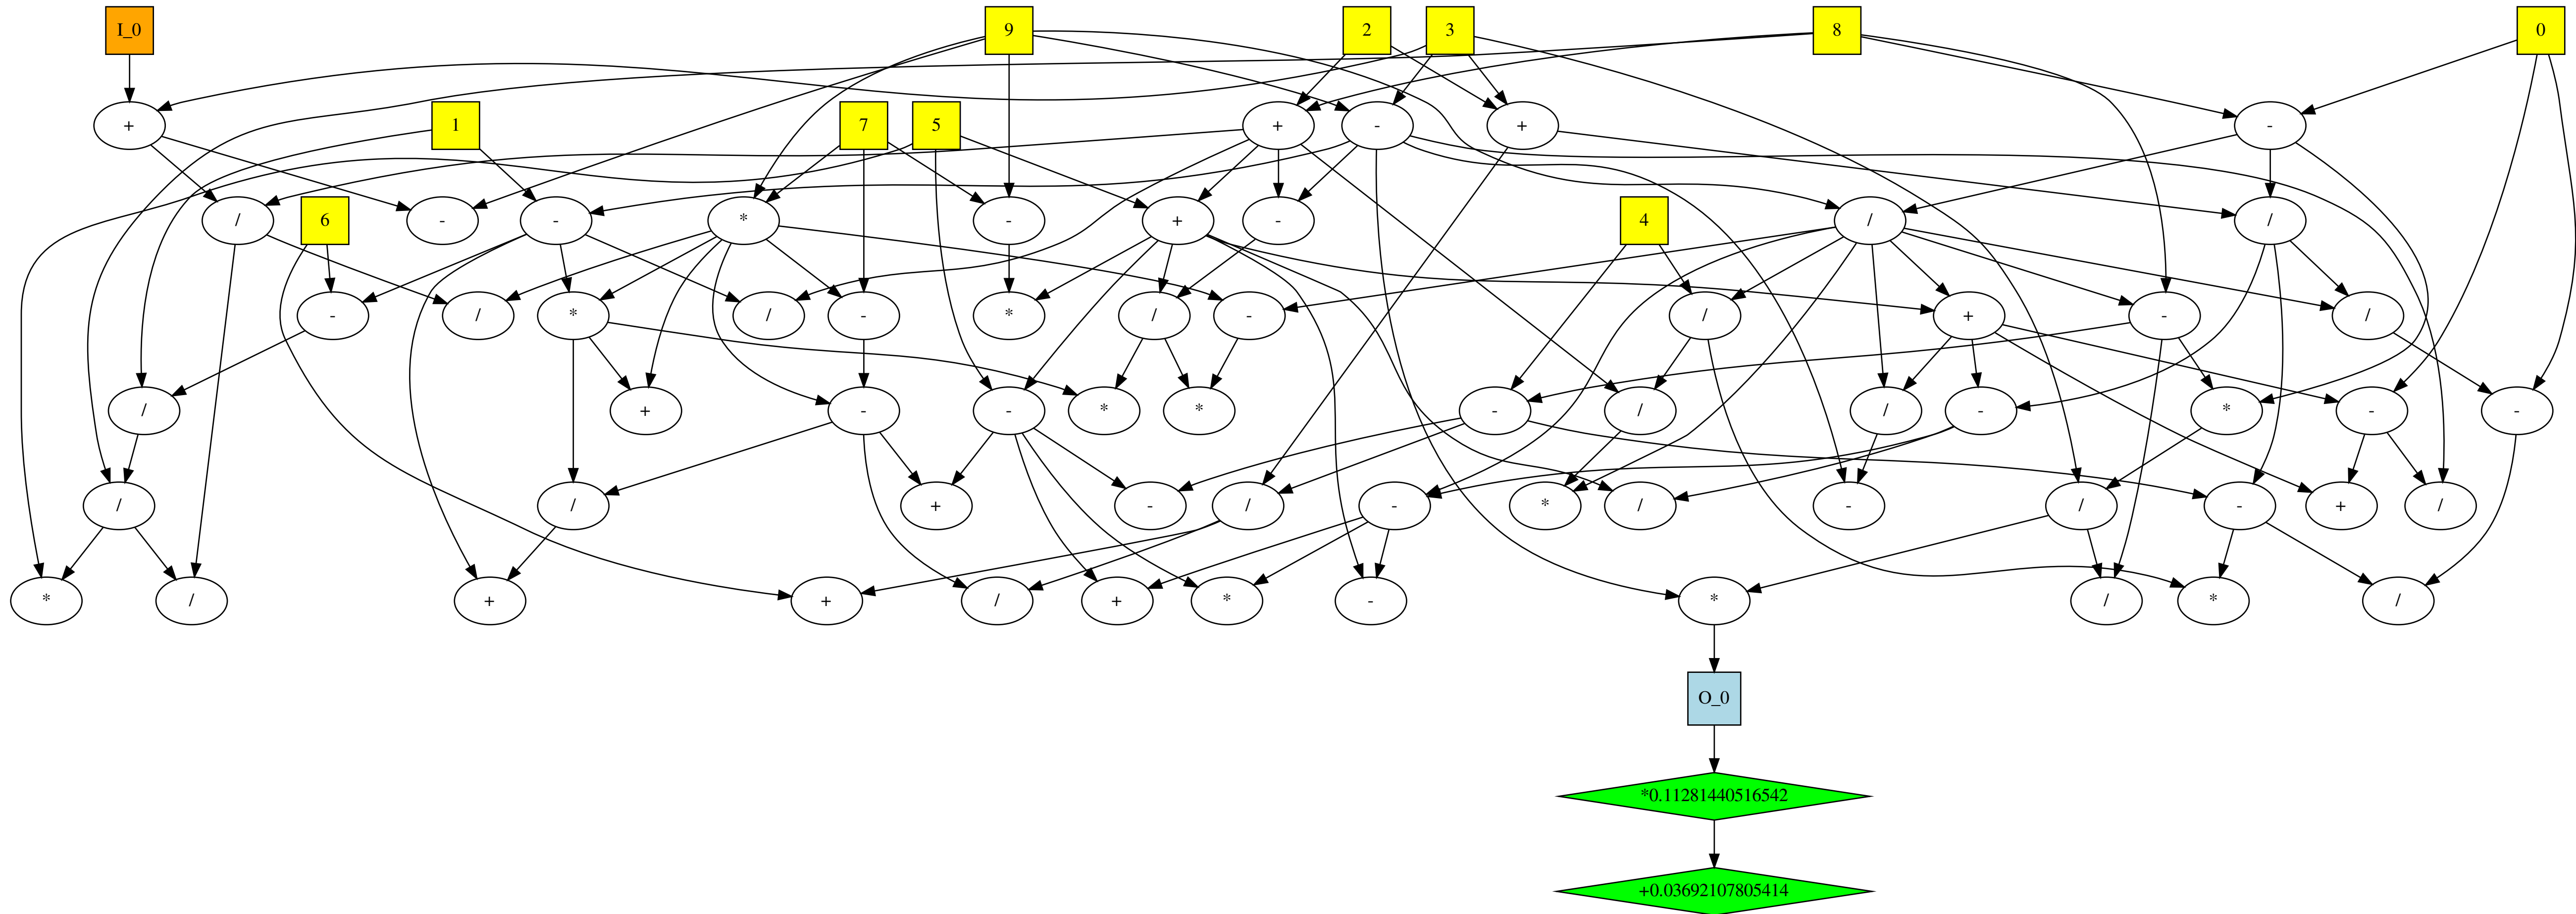 I_0 9 2 3 8 0
+ 1 7 5 + - + -
/ 6 - - * - + - 4 / /
- / * / - * / - / + - /
/ + - - * * - / / - * - -
/ / + - / - * / - / - + /
* / + + / + * - * / * /
O_0
*0.11281440516542
+0.03692107805414